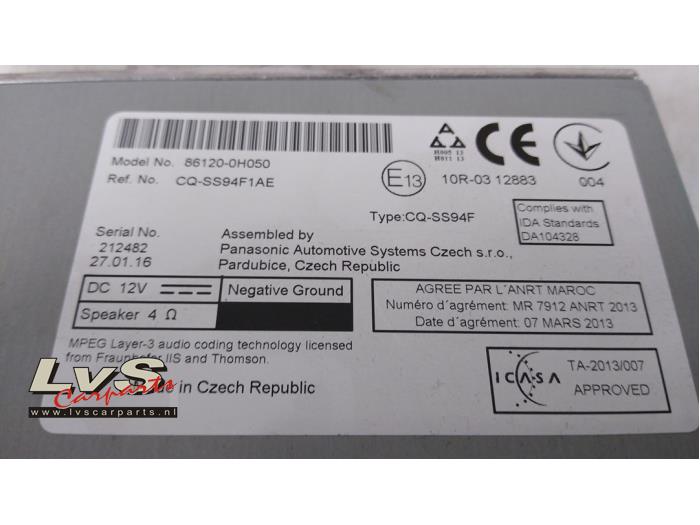 Model No. 86120-0H050
Ref. No. CQ-SS94F1AE
H005 13
H011 13
CE
E13
10R-03 12883
004
Type:CQ-SS94F
Complies with
IDA Standards
DA104328
Serial No.
212482
27.01.16
Assembled by
Panasonic Automotive Systems Czech s.r.o.,
Pardubice, Czech Republic
DC 12V
Negative Ground
Speaker 4 Ω
AGREE PAR L'ANRT MAROC
Numéro d´agrément: MR 7912 ANRT 2013
Date d´agrément: 07 MARS 2013
MPEG Layer-3 audio coding technology licensed
from Fraunhofer IIS and Thomson.
in Czech Republic
ICASA
TA-2013/007
APPROVED
LvS
Carparts
www.lvscarparts.nl